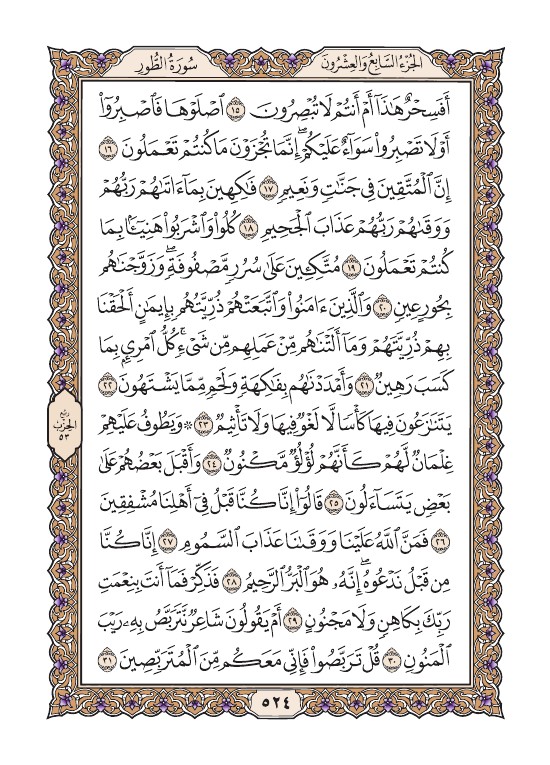 الجُزْءُ السَّابِعُ وَالعِشْرُونَ
سُورَةُ الطُّورِ
أَفَسِحْرٌ هَٰذَآ أَمْ أَنتُمْ لَا تُبْصِرُونَ ١٥ ٱصْلَوْهَا فَٱصْبِرُوٓا۟
أَوْ لَا تَصْبِرُوا۟ سَوَآءٌ عَلَيْكُمْ ۖ إِنَّمَا تُجْزَوْنَ مَا كُنتُمْ تَعْمَلُونَ ١٦
إِنَّ ٱلْمُتَّقِينَ فِى جَنَّٰتٍ وَنَعِيمٍ ١٧ فَٰكِهِينَ بِمَآ ءَاتَىٰهُمْ رَبُّهُمْ
وَوَقَىٰهُمْ رَبُّهُمْ عَذَابَ ٱلْجَحِيمِ ١٨ كُلُوا۟ وَٱشْرَبُوا۟ هَنِيٓـًٔۢا بِمَا
كُنتُمْ تَعْمَلُونَ ١٩ مُتَّكِـِٔينَ عَلَىٰ سُرُرٍ مَّصْفُوفَةٍ ۖ وَزَوَّجْنَٰهُم
بِحُورٍ عِينٍ ٢٠ وَٱلَّذِينَ ءَامَنُوا۟ وَٱتَّبَعَتْهُمْ ذُرِّيَّتُهُم بِإِيمَٰنٍ أَلْحَقْنَا
بِهِمْ ذُرِّيَّتَهُمْ وَمَآ أَلَتْنَٰهُم مِّنْ عَمَلِهِم مِّن شَىْءٍ ۚ كُلُّ ٱمْرِئٍۭ بِمَا
كَسَبَ رَهِينٌ ٢١ وَأَمْدَدْنَٰهُم بِفَٰكِهَةٍ وَلَحْمٍ مِّمَّا يَشْتَهُونَ ٢٢
يَتَنَٰزَعُونَ فِيهَا كَأْسًا لَّا لَغْوٌ فِيهَا وَلَا تَأْثِيمٌ ٢٣ ۞ وَيَطُوفُ عَلَيْهِمْ
غِلْمَانٌ لَّهُمْ كَأَنَّهُمْ لُؤْلُؤٌ مَّكْنُونٌ ٢٤ وَأَقْبَلَ بَعْضُهُمْ عَلَىٰ
بَعْضٍ يَتَسَآءَلُونَ ٢٥ قَالُوٓا۟ إِنَّا كُنَّا قَبْلُ فِىٓ أَهْلِنَا مُشْفِقِينَ
٢٦ فَمَنَّ ٱللَّهُ عَلَيْنَا وَوَقَىٰنَا عَذَابَ ٱلسَّمُومِ ٢٧ إِنَّا كُنَّا
مِن قَبْلُ نَدْعُوهُ ۖ إِنَّهُۥ هُوَ ٱلْبَرُّ ٱلرَّحِيمُ ٢٨ فَذَكِّرْ فَمَآ أَنتَ بِنِعْمَتِ
رَبِّكَ بِكَاهِنٍ وَلَا مَجْنُونٍ ٢٩ أَمْ يَقُولُونَ شَاعِرٌ نَّتَرَبَّصُ بِهِۦ رَيْبَ
ٱلْمَنُونِ ٣٠ قُلْ تَرَبَّصُوا۟ فَإِنِّى مَعَكُم مِّنَ ٱلْمُتَرَبِّصِينَ ٣١
رُبع
الحِزْب
٥٣
٥٢٤